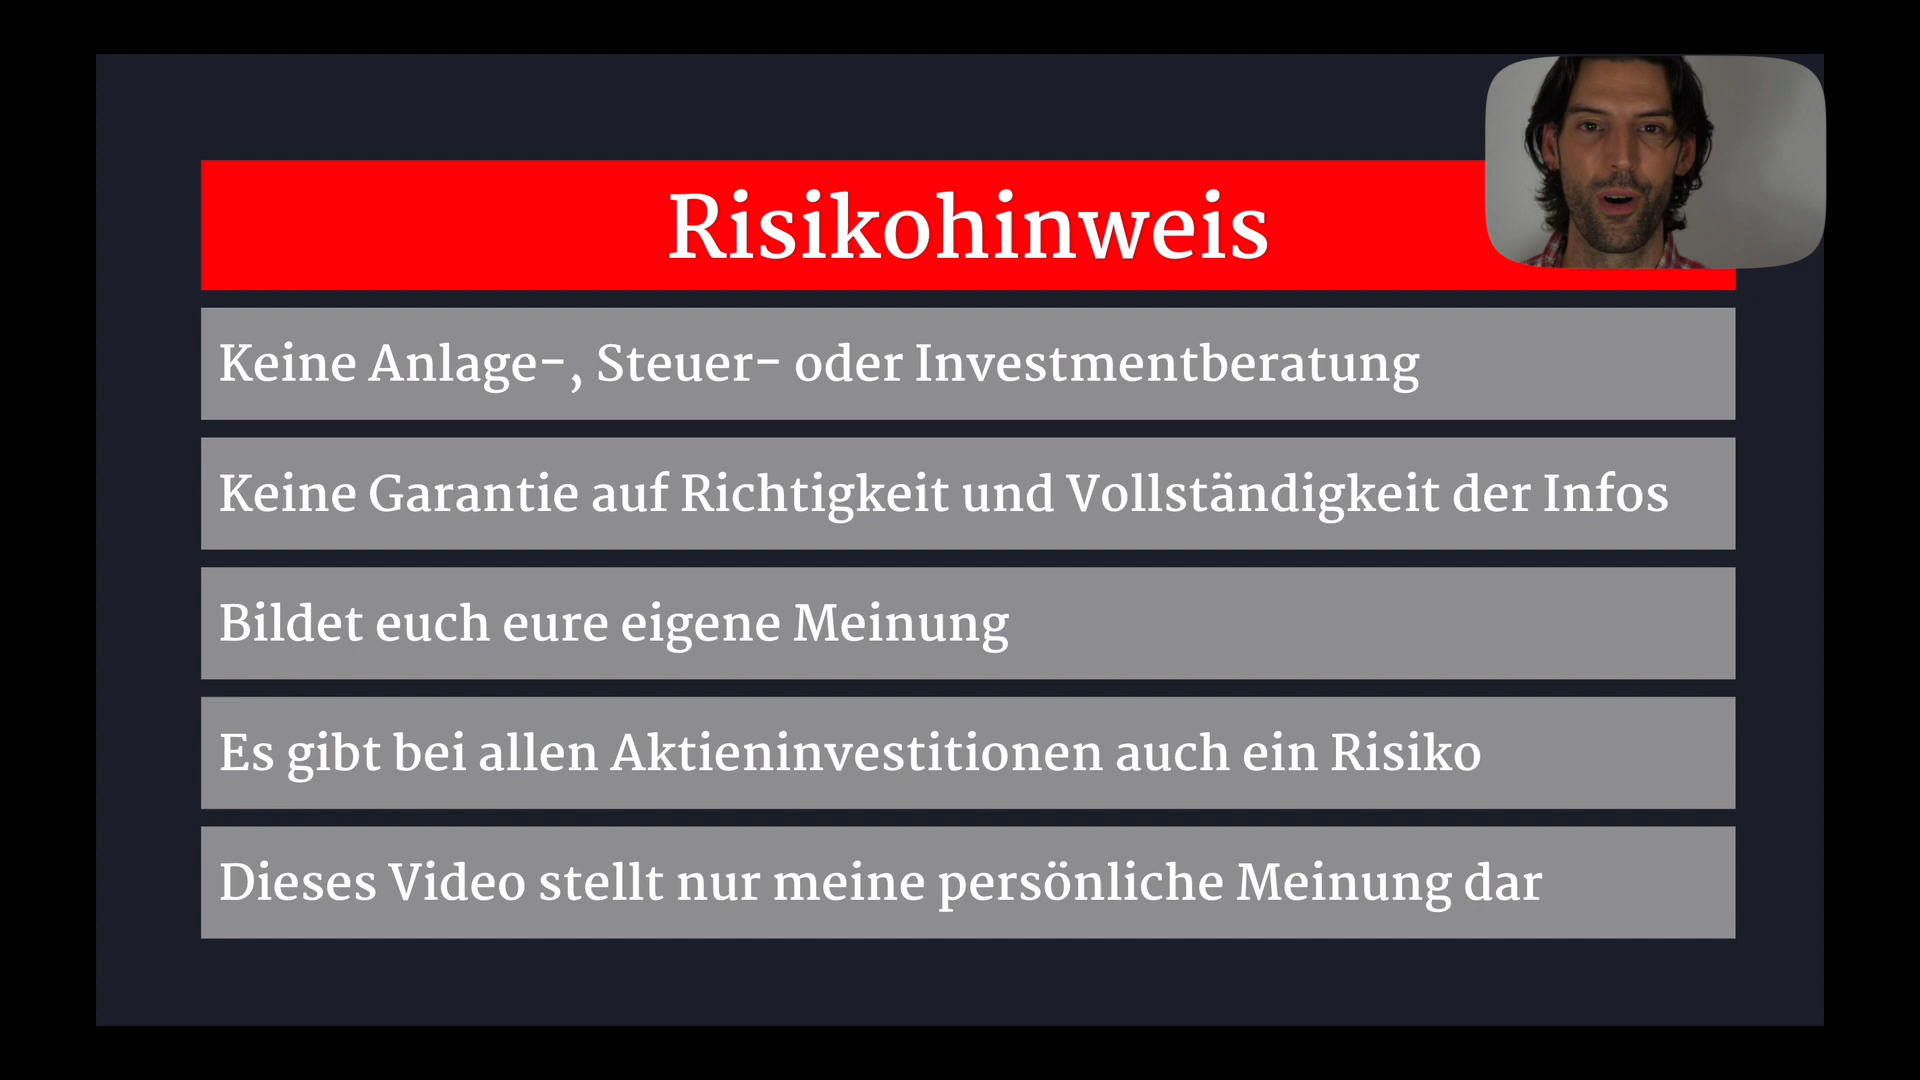 Risikohinweis
Keine Anlage-, Steuer- oder Investmentberatung
Keine Garantie auf Richtigkeit und Vollständigkeit der Infos
Bildet euch eure eigene Meinung
Es gibt bei allen Aktieninvestitionen auch ein Risiko
Dieses Video stellt nur meine persönliche Meinung dar